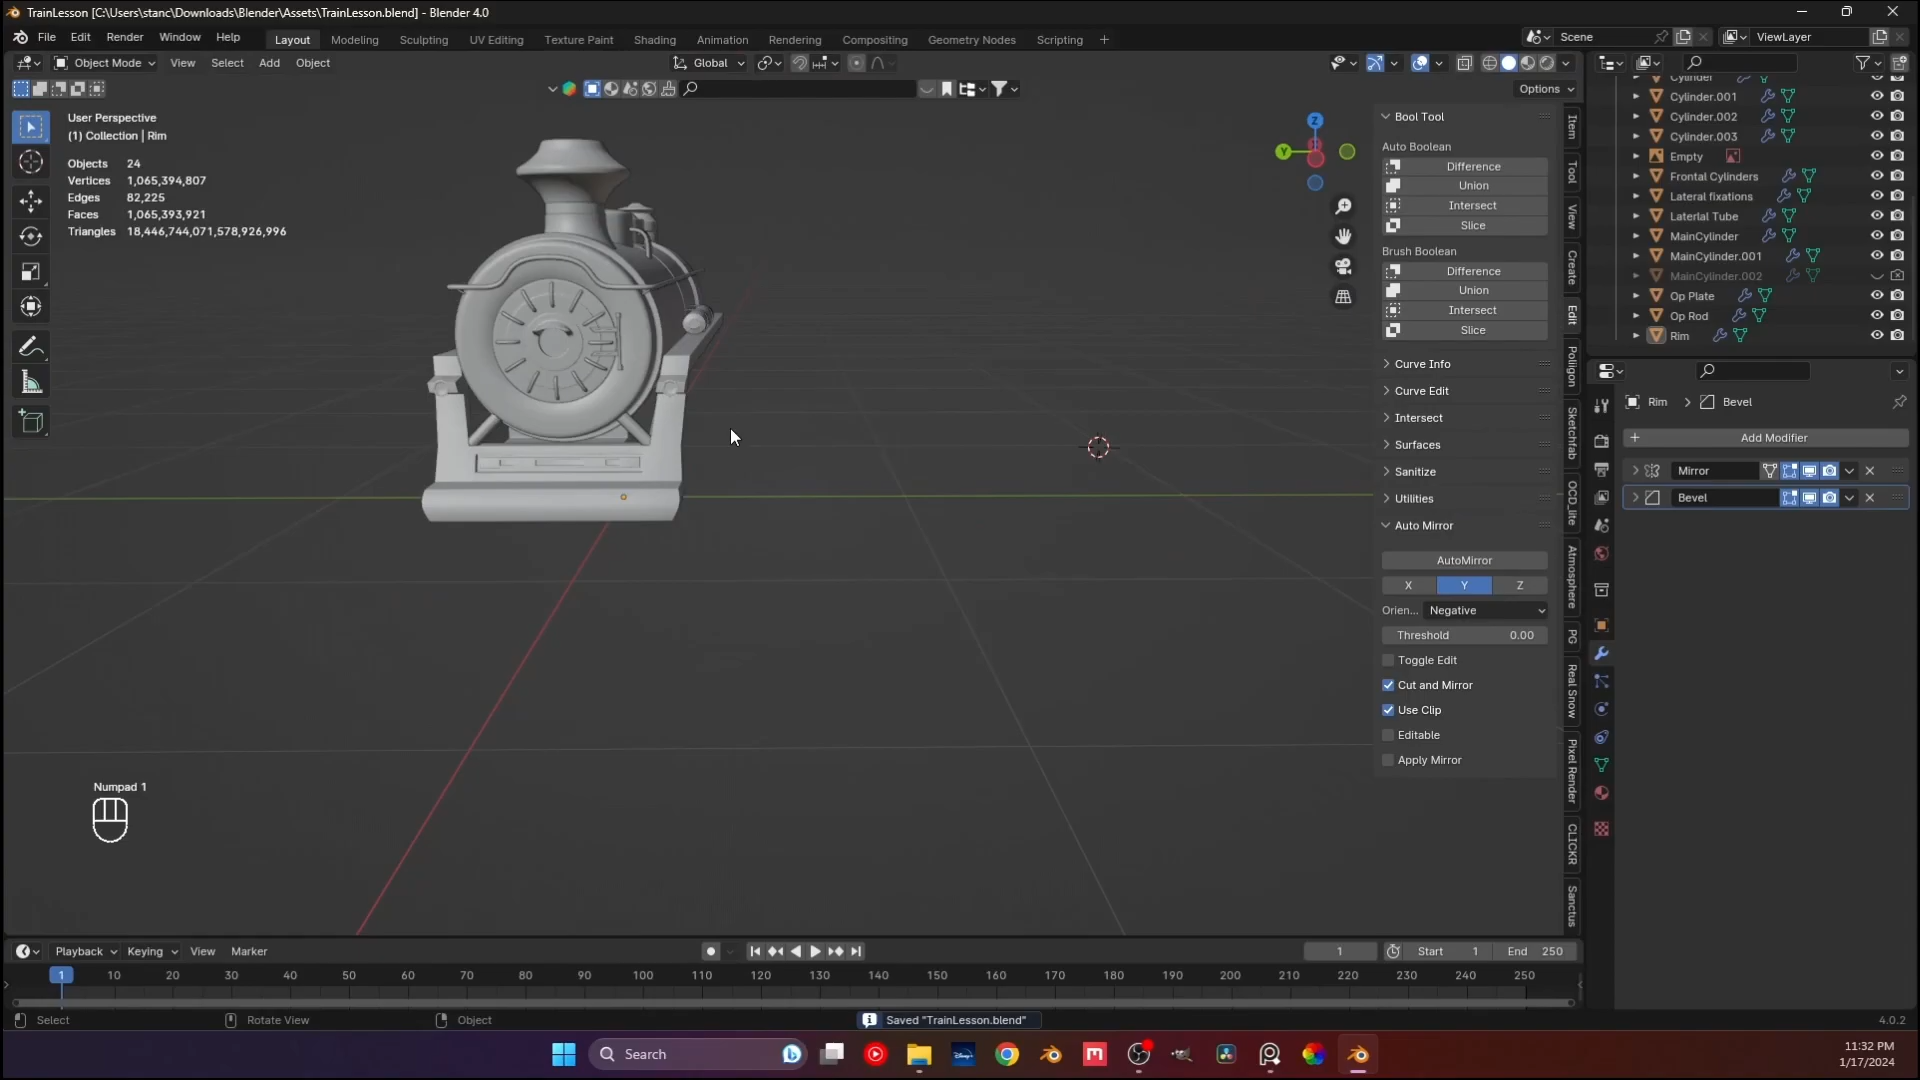 TrainLesson [C:\Users\stanc\Downloads\Blender\Assets\TrainLesson.blend] - Blender 4.0
File Edit Render Window Help
Layout Modeling Sculpting UV Editing Texture Paint Shading Animation Rendering Compositing Geometry Nodes Scripting +
Scene
ViewLayer
Object Mode View Select Add Object
Global
Options
User Perspective
(1) Collection | Rim
Objects 24
Vertices 1,065,394,807
Edges 82,225
Faces 1,065,393,921
Triangles 18,446,744,071,578,926,996
Z
Y
Bool Tool
Auto Boolean
Difference
Union
Intersect
Slice
Brush Boolean
Difference
Union
Intersect
Slice
Curve Info
Curve Edit
Intersect
Surfaces
Sanitize
Utilities
Auto Mirror
AutoMirror
X Y Z
Orien... Negative
Threshold 0.00
Toggle Edit
Cut and Mirror
Use Clip
Editable
Apply Mirror
Item
Tool
View
Create
Edit
Poliigon
Sketchfab
OCD_lite
Atmosphere
PG
Real Snow
Pixel Render
CLICKR
Sanctus
Cylinder
Cylinder.001
Cylinder.002
Cylinder.003
Empty
Frontal Cylinders
Lateral fixations
Laterlal Tube
MainCylinder
MainCylinder.001
MainCylinder.002
Op Plate
Op Rod
Rim
Rim > Bevel
+ Add Modifier
Mirror
Bevel
Numpad 1
Playback Keying View Marker
1
Start 1
End 250
1 10 20 30 40 50 60 70 80 90 100 110 120 130 140 150 160 170 180 190 200 210 220 230 240 250
Select
Rotate View
Object
Saved "TrainLesson.blend"
4.0.2
Search
11:32 PM
1/17/2024